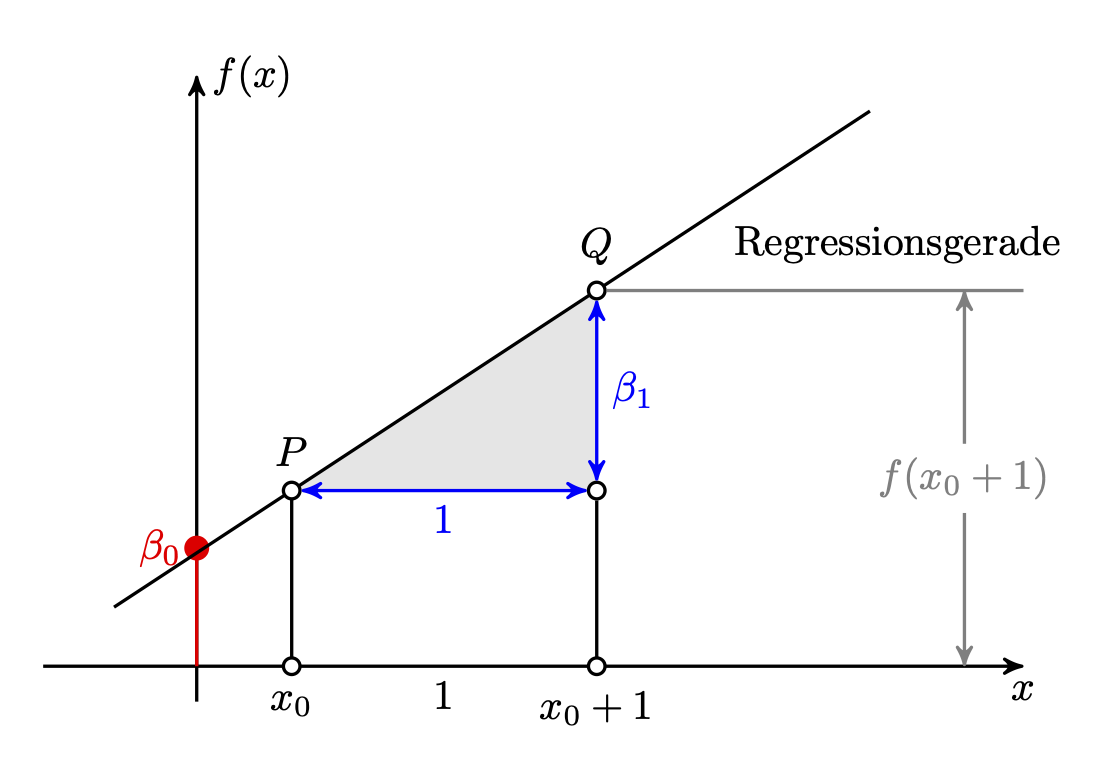 f(x)
Q
Regressionsgerade
β₁
P
f(x₀ + 1)
1
β₀
x₀
1
x₀ + 1
x